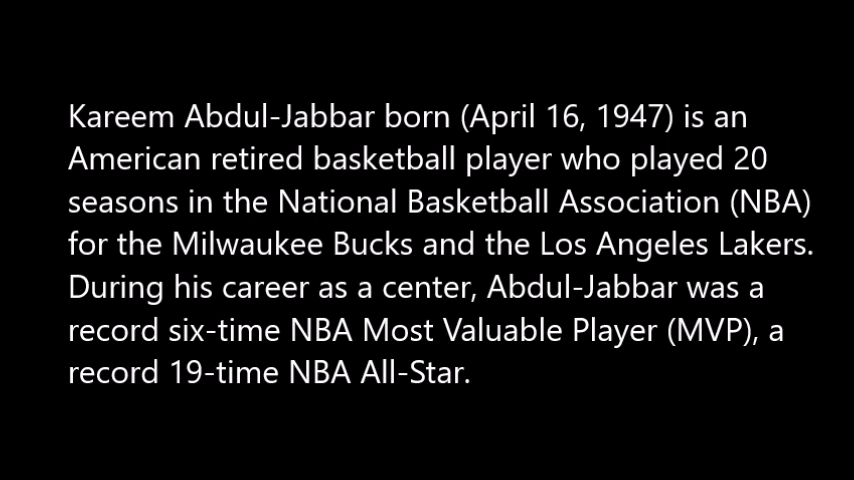 Kareem Abdul-Jabbar born (April 16, 1947) is an
American retired basketball player who played 20
seasons in the National Basketball Association (NBA)
for the Milwaukee Bucks and the Los Angeles Lakers.
During his career as a center, Abdul-Jabbar was a
record six-time NBA Most Valuable Player (MVP), a
record 19-time NBA All-Star.